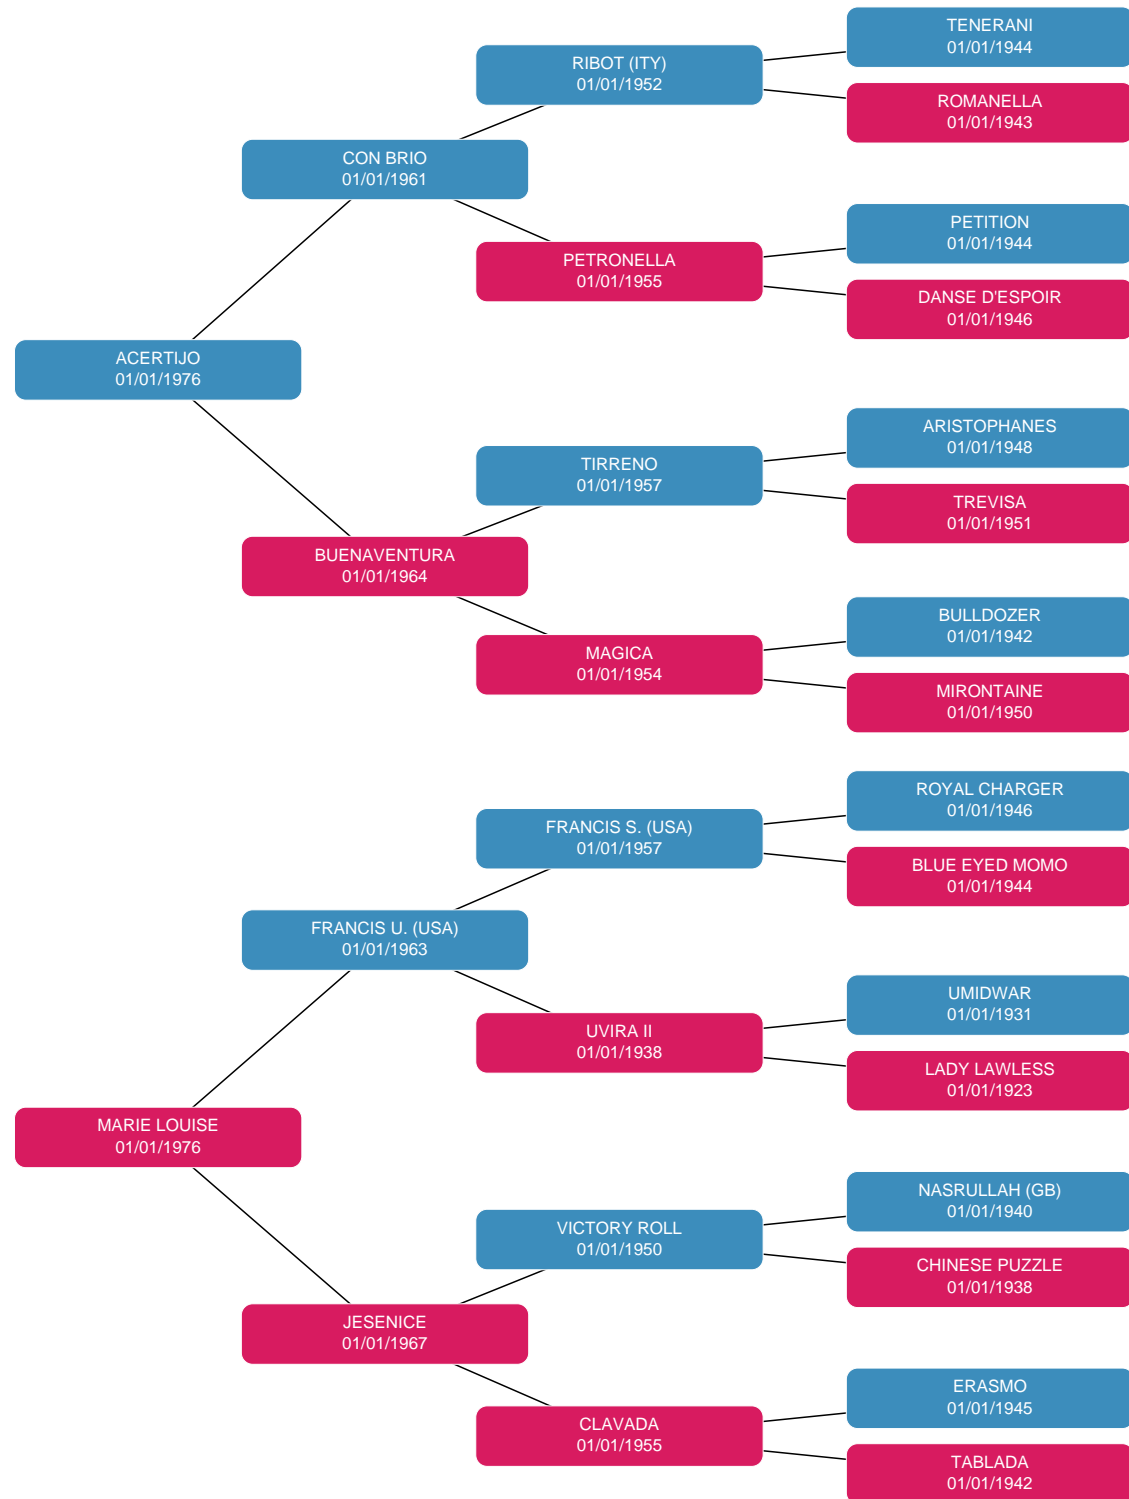 TENERANI
01/01/1944
RIBOT (ITY)
01/01/1952
ROMANELLA
01/01/1943
CON BRIO
01/01/1961
PETITION
01/01/1944
PETRONELLA
01/01/1955
DANSE D'ESPOIR
01/01/1946
ACERTIJO
01/01/1976
ARISTOPHANES
01/01/1948
TIRRENO
01/01/1957
TREVISA
01/01/1951
BUENAVENTURA
01/01/1964
BULLDOZER
01/01/1942
MAGICA
01/01/1954
MIRONTAINE
01/01/1950
ROYAL CHARGER
01/01/1946
FRANCIS S. (USA)
01/01/1957
BLUE EYED MOMO
01/01/1944
FRANCIS U. (USA)
01/01/1963
UMIDWAR
01/01/1931
UVIRA II
01/01/1938
LADY LAWLESS
01/01/1923
MARIE LOUISE
01/01/1976
NASRULLAH (GB)
01/01/1940
VICTORY ROLL
01/01/1950
CHINESE PUZZLE
01/01/1938
JESENICE
01/01/1967
ERASMO
01/01/1945
CLAVADA
01/01/1955
TABLADA
01/01/1942